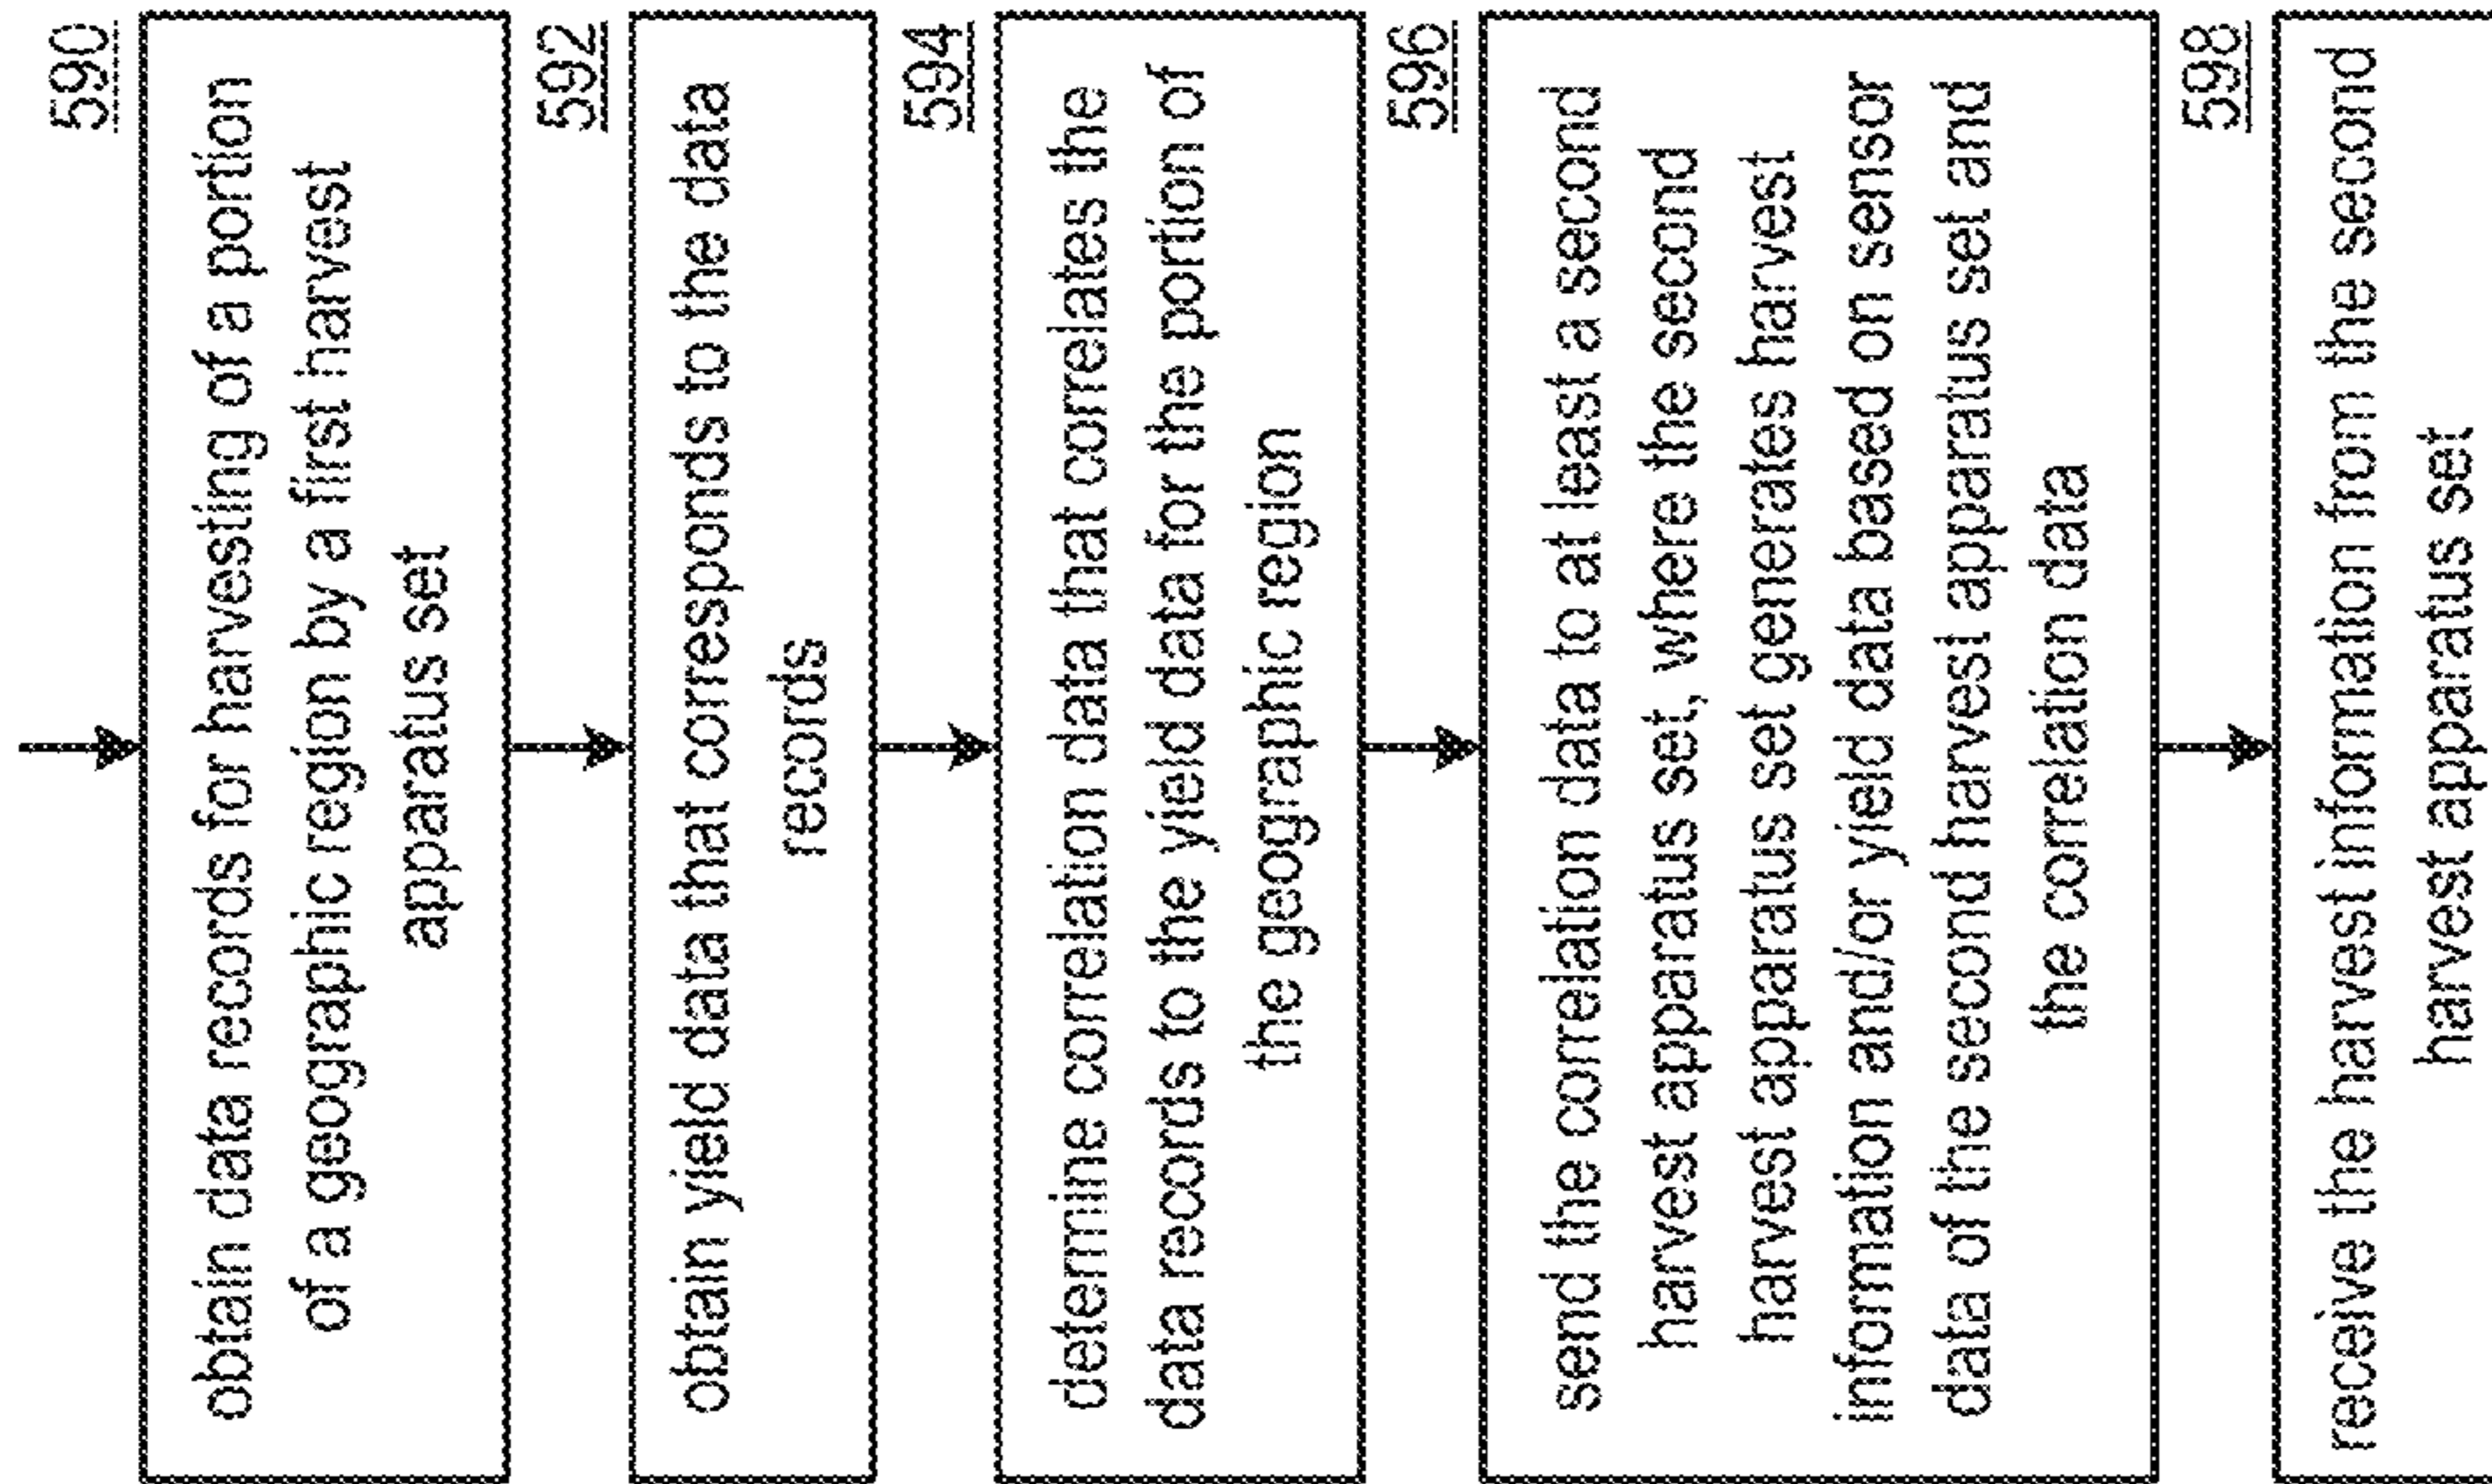 590
obtain data records for harvesting of a portion
of a geographic region by a first harvest
apparatus set
592
obtain yield data that corresponds to the data
records
594
determine correlation data that correlates the
data records to the yield data for the portion of
the geographic region
596
send the correlation data to at least a second
harvest apparatus set, where the second
harvest apparatus set generates harvest
information and/or yield data based on sensor
data of the second harvest apparatus set and
the correlation data
598
receive the harvest information from the second
harvest apparatus set